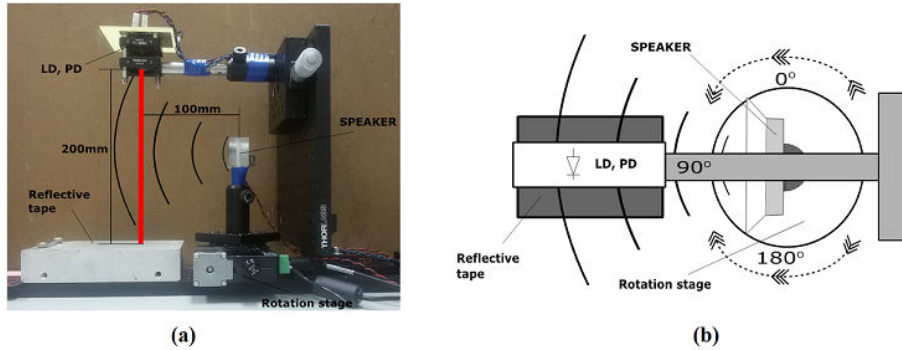 LD, PD
100mm
SPEAKER
200mm
Reflective
tape
THORLABS
Rotation stage
(a)
SPEAKER
0°
LD, PD
90°
Reflective
tape
180°
Rotation stage
(b)